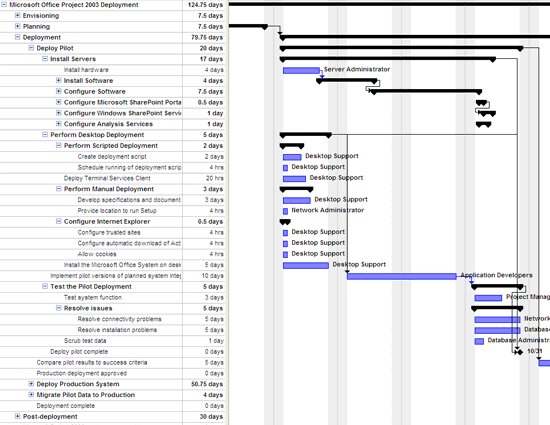 Microsoft Office Project 2003 Deployment 124.75 days
Envisioning 7.5 days
Planning 7.5 days
Deployment 79.75 days
Deploy Pilot 20 days
Install Servers 17 days
Install hardware 4 days Server Administrator
Install Software 4 days
Configure Software 7.5 days
Configure Microsoft SharePoint Porta 0.5 days
Configure Windows SharePoint Servic 1 day
Configure Analysis Services 1 day
Perform Desktop Deployment 5 days
Perform Scripted Deployment 2 days
Create deployment script 2 days Desktop Support
Schedule running of deployment scrip 4 hrs Desktop Support
Deploy Terminal Services Client 20 hrs Desktop Support
Perform Manual Deployment 3 days
Develop specifications and document 3 days Desktop Support
Provide location to run Setup 4 hrs Network Administrator
Configure Internet Explorer 0.5 days
Configure trusted sites 4 hrs Desktop Support
Configure automatic download of Act 4 hrs Desktop Support
Allow cookies 4 hrs Desktop Support
Install the Microsoft Office System on desk 5 days Desktop Support
Implement pilot versions of planned system integ 10 days Application Developers
Test the Pilot Deployment 5 days
Test system function 3 days Project Manag
Resolve issues 5 days
Resolve connectivity problems 5 days Network
Resolve installation problems 5 days Databas
Scrub test data 1 day Database Administra
Deploy pilot complete 0 days 10/31
Compare pilot results to success criteria 5 days
Production deployment approved 0 days
Deploy Production System 50.75 days
Migrate Pilot Data to Production 4 days
Deployment complete 0 days
Post-deployment 30 days